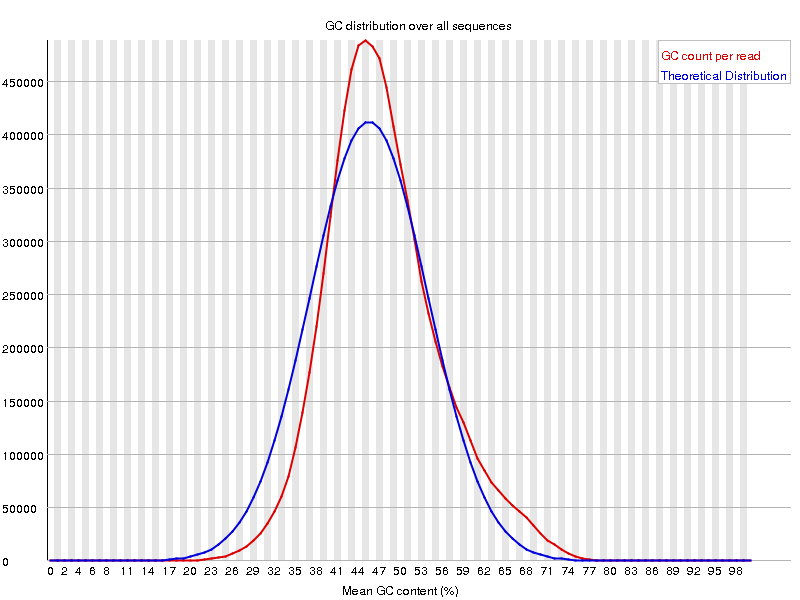 GC distribution over all sequences
GC count per read
Theoretical Distribution
450000
400000
350000
300000
250000
200000
150000
100000
50000
0
0 2 4 6 8 11 14 17 20 23 26 29 32 35 38 41 44 47 50 53 56 59 62 65 68 71 74 77 80 83 86 89 92 95 98
Mean GC content (%)